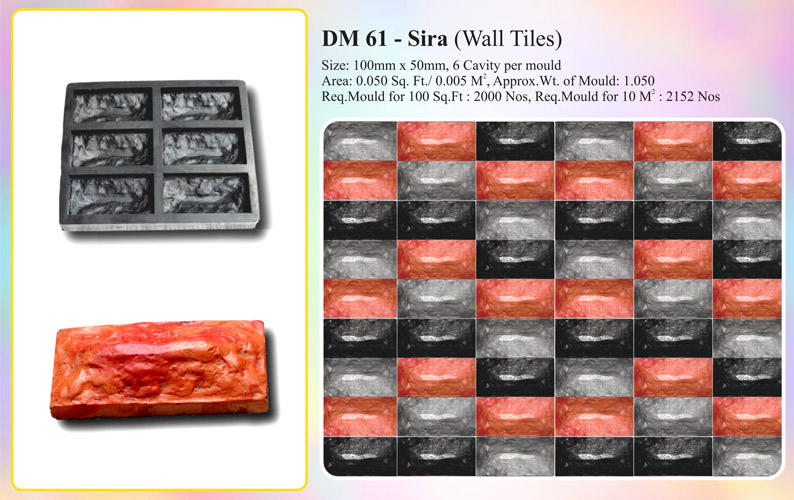 DM 61 - Sira (Wall Tiles)
Size: 100mm x 50mm, 6 Cavity per mould
Area: 0.050 Sq. Ft./ 0.005 M², Approx.Wt. of Mould: 1.050
Req.Mould for 100 Sq.Ft : 2000 Nos, Req.Mould for 10 M² : 2152 Nos